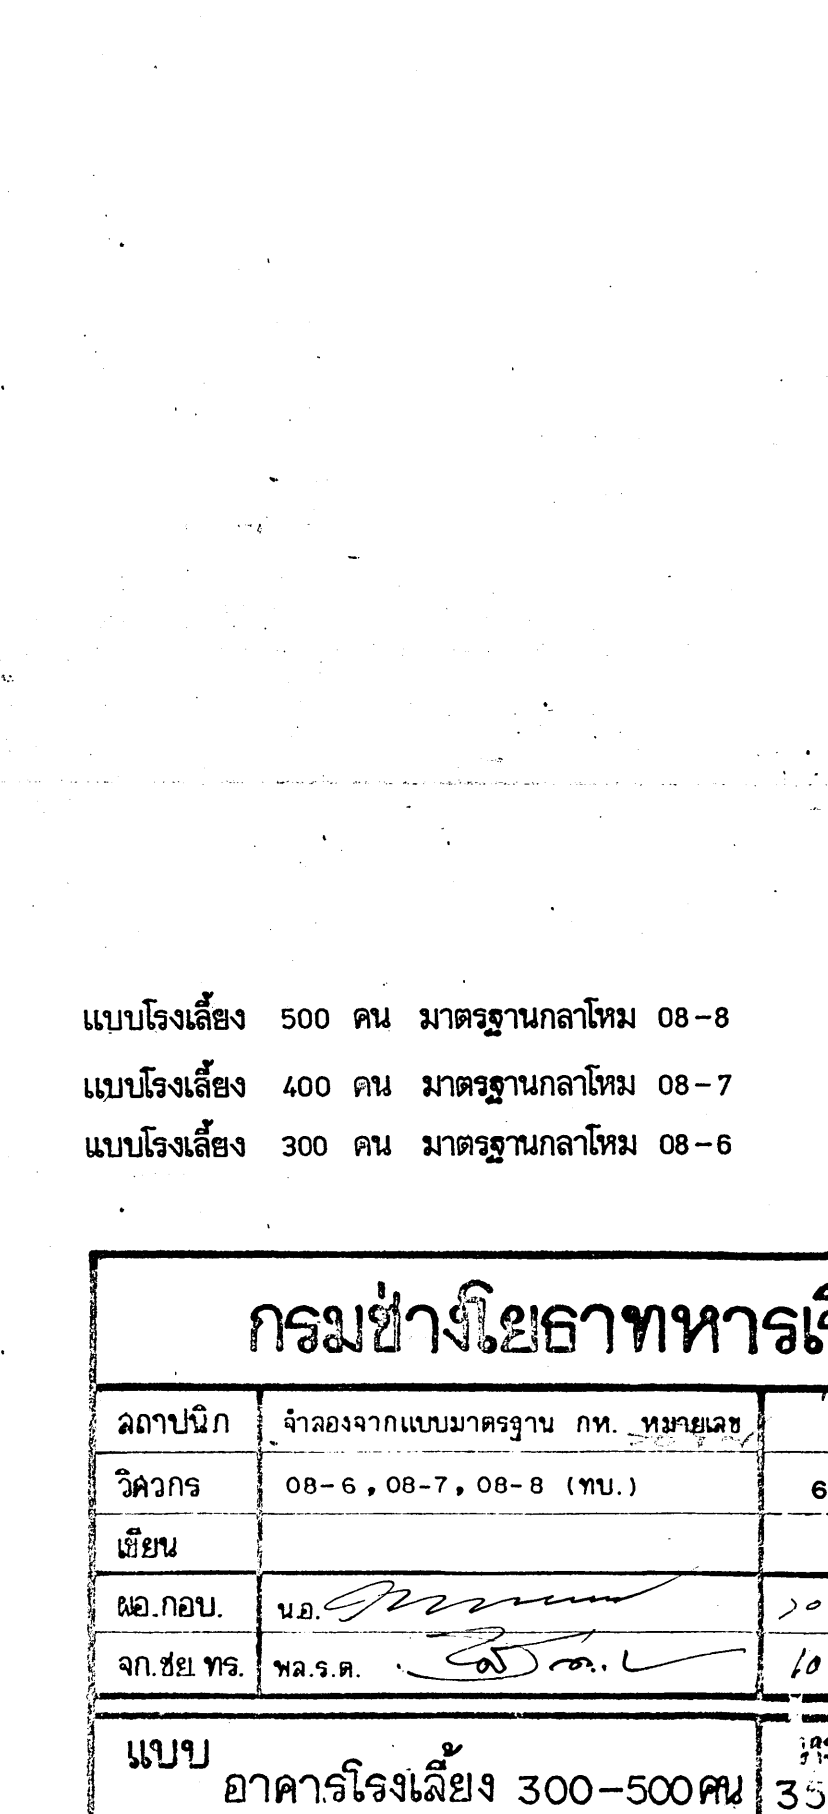 แบบโรงเลี้ยง 500 คน มาตรฐานกลาโหม 08-8
แบบโรงเลี้ยง 400 คน มาตรฐานกลาโหม 08-7
แบบโรงเลี้ยง 300 คน มาตรฐานกลาโหม 08-6
กรมช่างโยธาทหารเรื
สถาปนิก จำลองจากแบบมาตรฐาน กห. หมายเลข
วิศวกร 08-6, 08-7, 08-8 (ทบ.) 6
เขียน
ผอ.กอบ. น.อ. 20
จก.ชย.ทร. พล.ร.ต. 10
แบบ
อาคารโรงเลี้ยง 300-500 คน 35